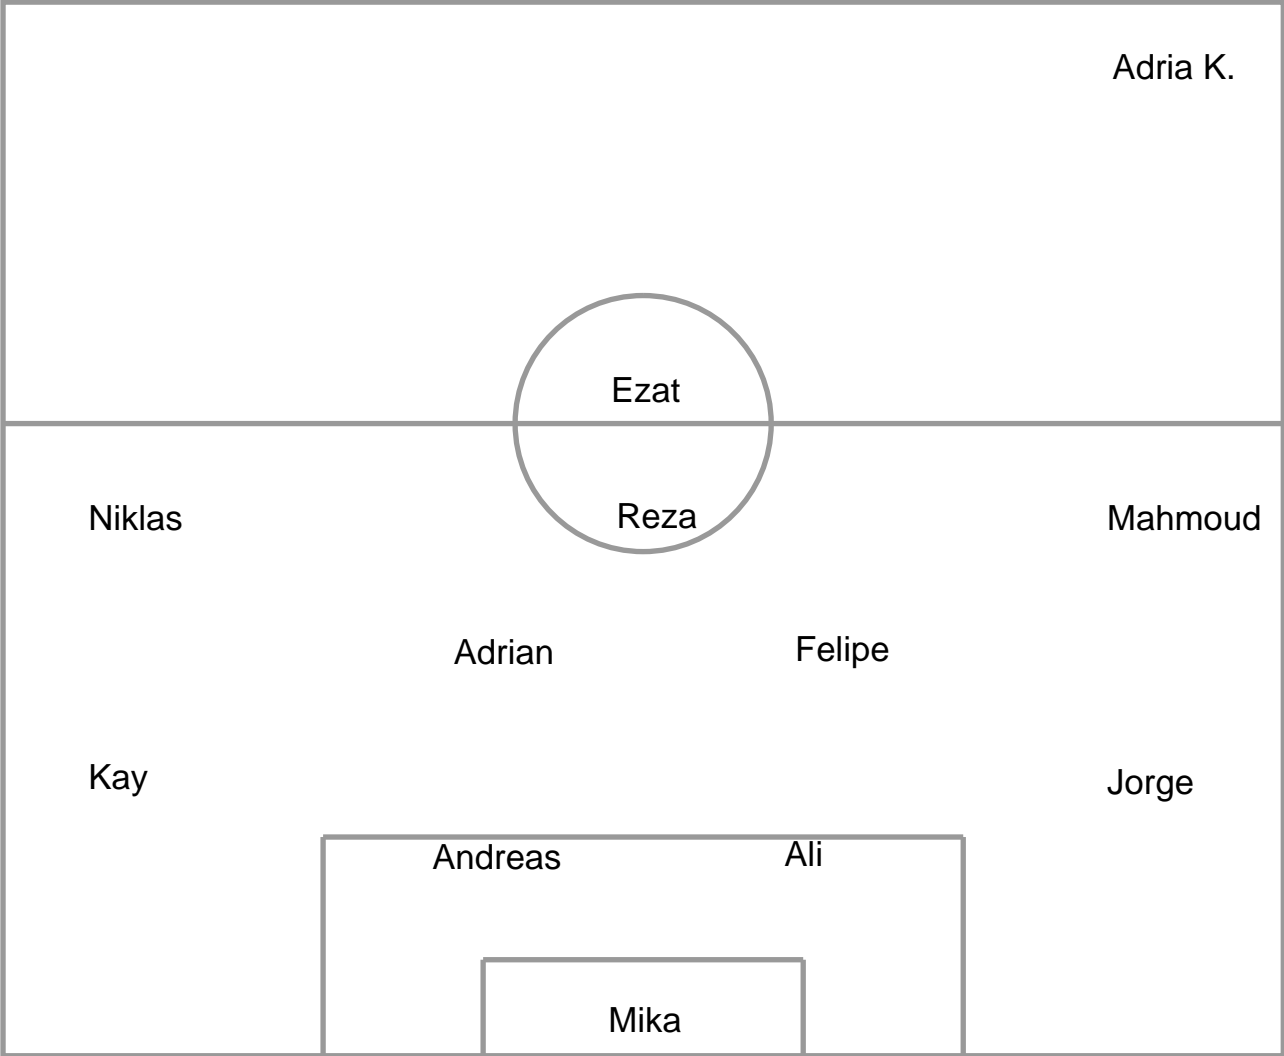 Adria K.
Ezat
Niklas
Reza
Mahmoud
Adrian
Felipe
Kay
Jorge
Andreas
Ali
Mika